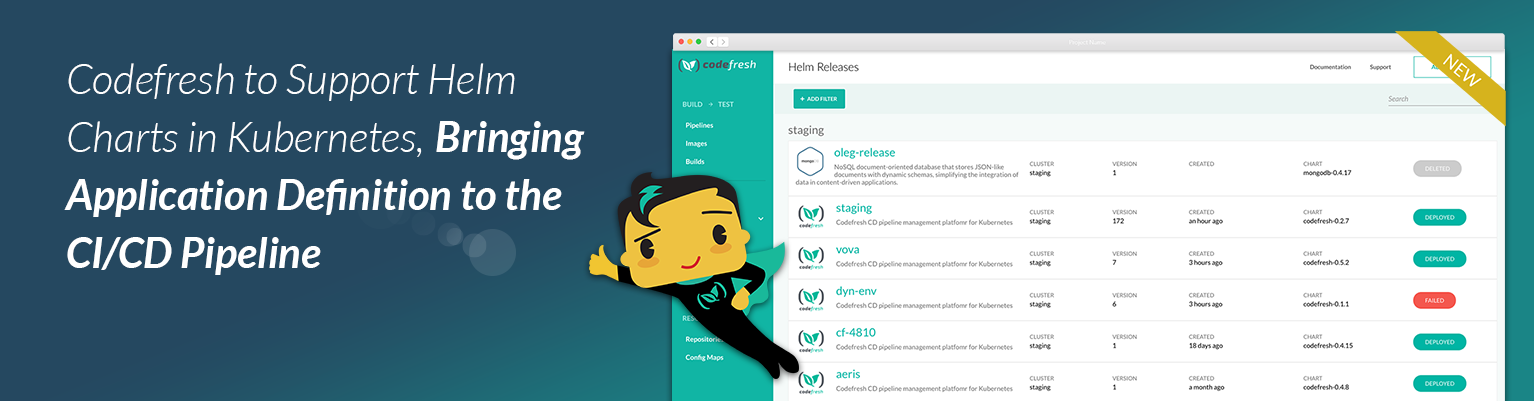 Codefresh to Support Helm
Charts in Kubernetes, Bringing
Application Definition to the
CI/CD Pipeline
codefresh
BUILD + TEST
Pipelines
Images
Builds
Repositories
Config Maps
Helm Releases
Documentation
Support
NEW
+ ADD FILTER
Search
staging
oleg-release
NoSQL document-oriented database that stores JSON-like
documents with dynamic schemas, simplifying the integration of
data in content-driven applications.
CLUSTER
staging
VERSION
1
CREATED
CHART
mongodb-0.4.17
DELETED
codefresh
staging
Codefresh CD pipeline management platfomr for Kubernetes
CLUSTER
staging
VERSION
172
CREATED
an hour ago
CHART
codefresh-0.2.7
DEPLOYED
codefresh
vova
Codefresh CD pipeline management platfomr for Kubernetes
CLUSTER
staging
VERSION
7
CREATED
3 hours ago
CHART
codefresh-0.5.2
DEPLOYED
codefresh
dyn-env
Codefresh CD pipeline management platfomr for Kubernetes
CLUSTER
staging
VERSION
6
CREATED
3 hours ago
CHART
codefresh-0.1.1
FAILED
codefresh
cf-4810
Codefresh CD pipeline management platfomr for Kubernetes
CLUSTER
staging
VERSION
1
CREATED
18 days ago
CHART
codefresh-0.4.15
DEPLOYED
codefresh
aeris
Codefresh CD pipeline management platfomr for Kubernetes
CLUSTER
staging
VERSION
1
CREATED
a month ago
CHART
codefresh-0.4.8
DEPLOYED